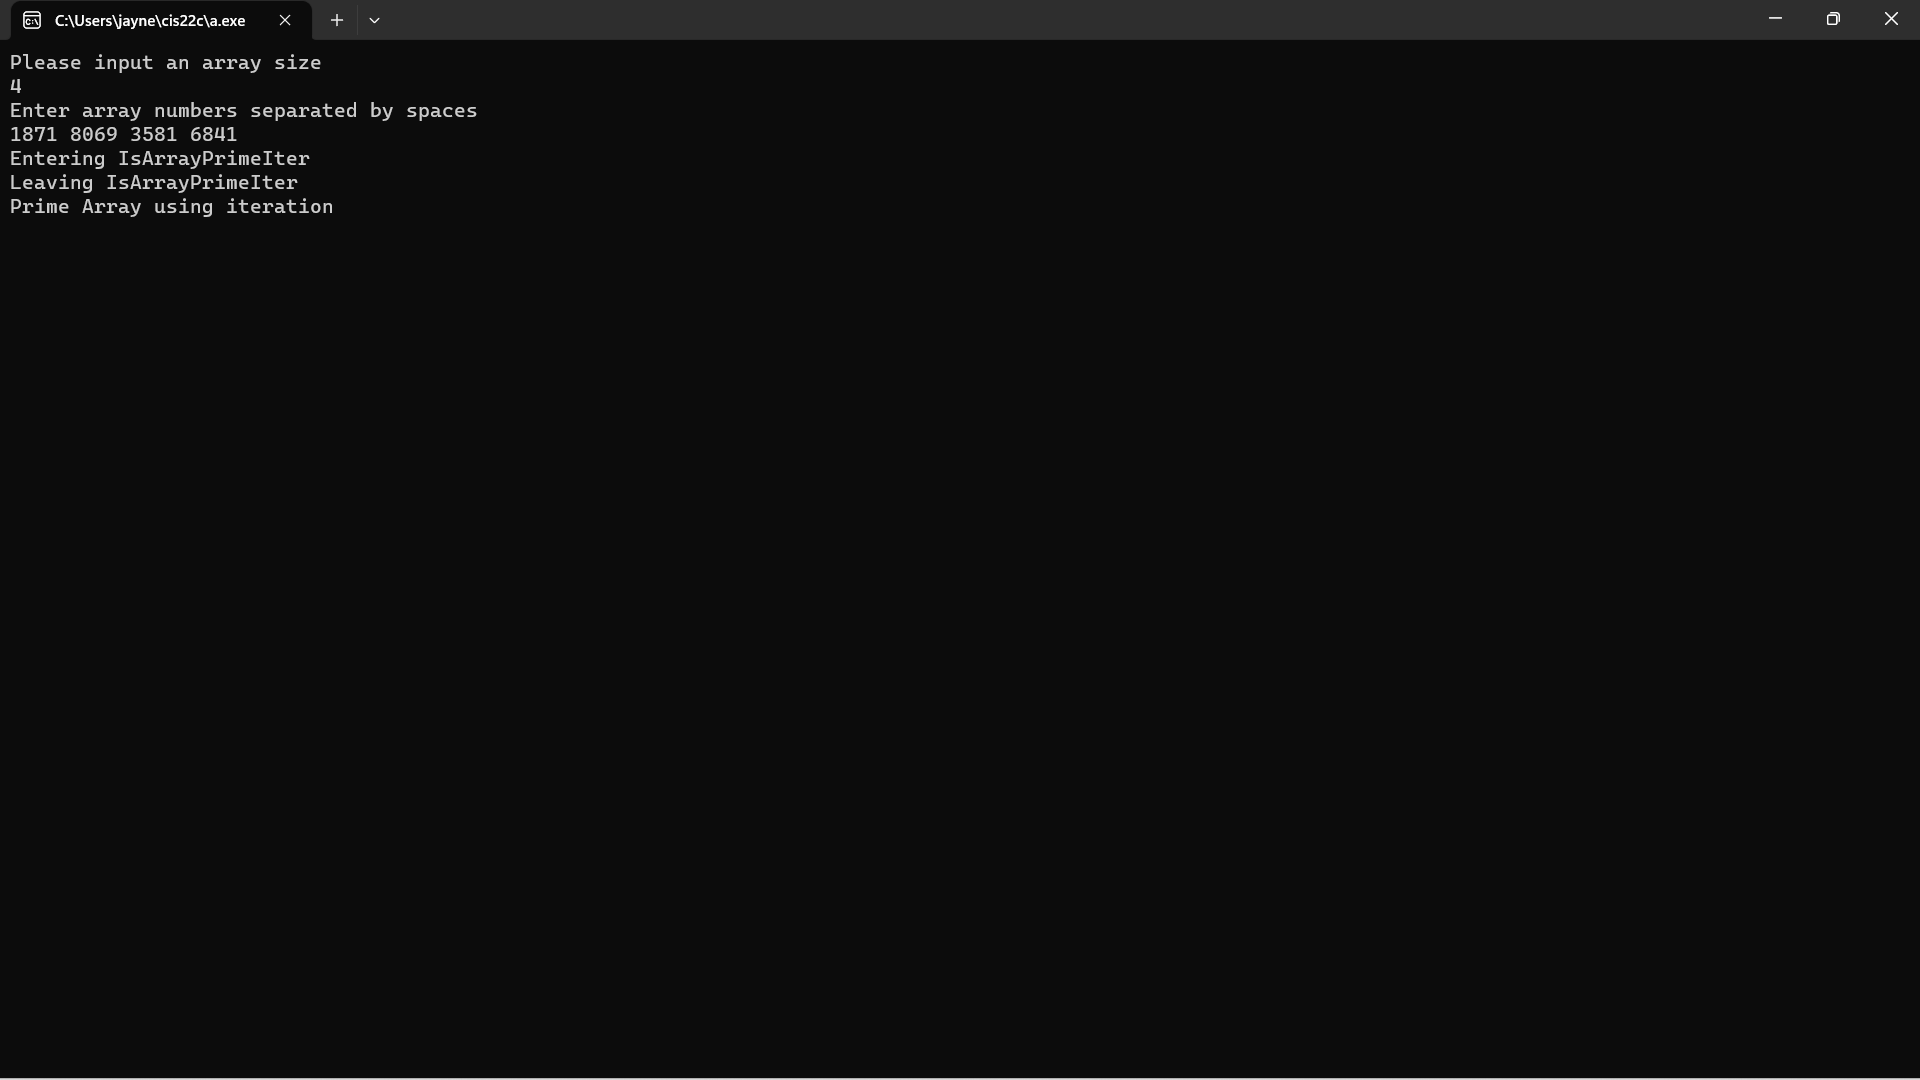 C:\Users\jayne\cis22c\a.exe
Please input an array size
4
Enter array numbers separated by spaces
1871 8069 3581 6841
Entering IsArrayPrimeIter
Leaving IsArrayPrimeIter
Prime Array using iteration